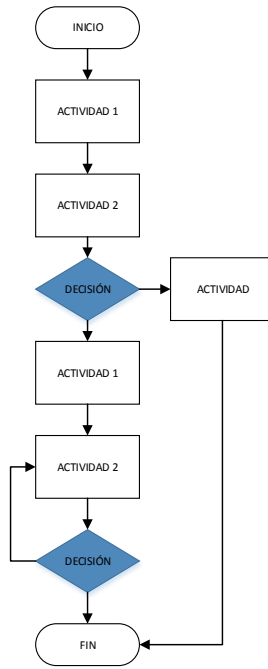 INICIO
ACTIVIDAD 1
ACTIVIDAD 2
DECISIÓN
ACTIVIDAD
ACTIVIDAD 1
ACTIVIDAD 2
DECISIÓN
FIN